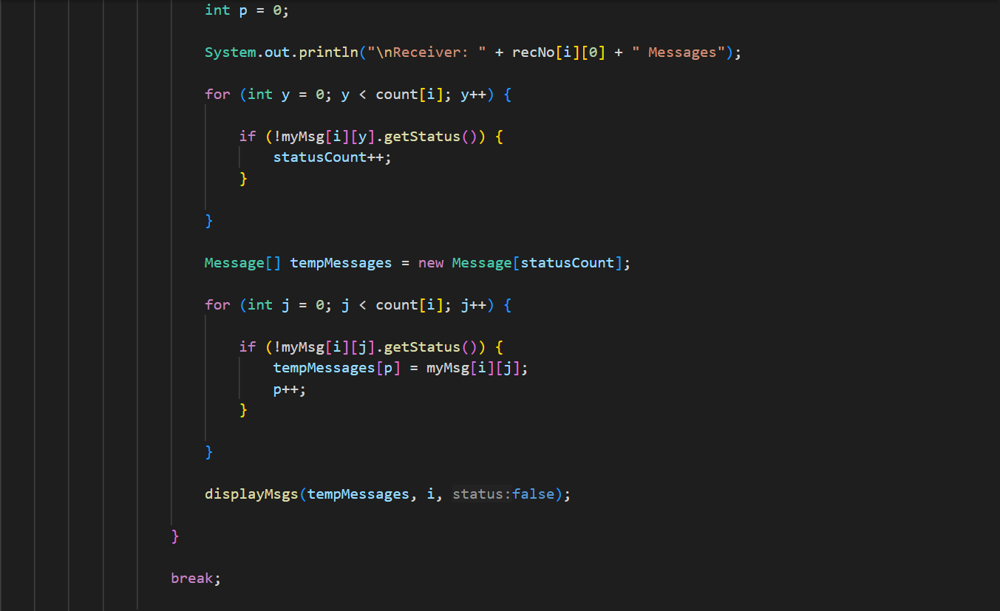 int p = 0;
System.out.println("\nReceiver: " + recNo[i][0] + " Messages");
for (int y = 0; y < count[i]; y++) {
if (!myMsg[i][y].getStatus()) {
statusCount++;
}
}
Message[] tempMessages = new Message[statusCount];
for (int j = 0; j < count[i]; j++) {
if (!myMsg[i][j].getStatus()) {
tempMessages[p] = myMsg[i][j];
p++;
}
}
displayMsgs(tempMessages, i, status:false);
}
break;